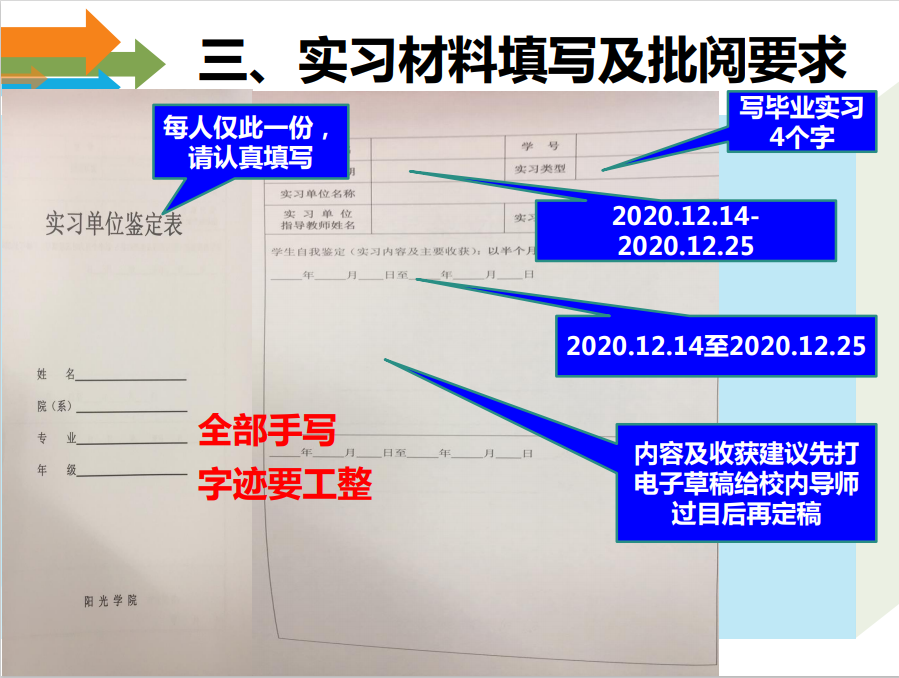 三、实习材料填写及批阅要求
每人仅此一份，
请认真填写
写毕业实习
4个字
学 号
期
实习类型
实习单位名称
2020.12.14-
2020.12.25
实 习 单 位
指导教师姓名
实习
实习单位鉴定表
学生自我鉴定（实习内容及主要收获）：以半个月
____年____月____日至____年____月____日
2020.12.14至2020.12.25
姓 名
院（系）
专 业
年 级
全部手写
字迹要工整
____年____月____日至____年____月____日
内容及收获建议先打
电子草稿给校内导师
过目后再定稿
阳 光 学 院